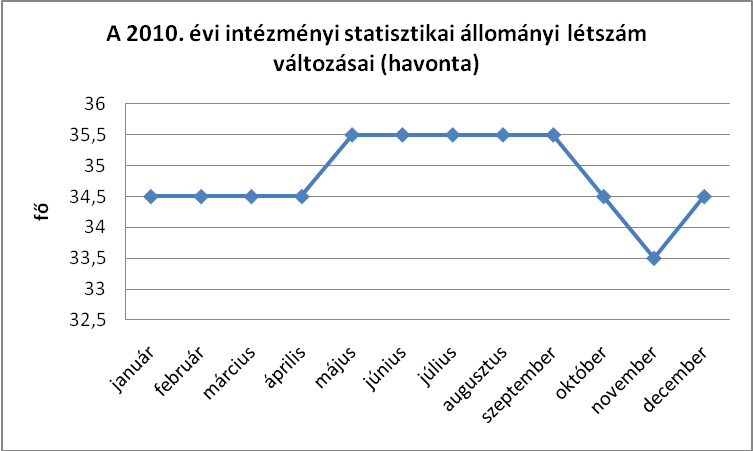 A 2010. évi intézményi statisztikai állományi létszám
változásai (havonta)
36
35,5
35
34,5
34
33,5
33
32,5
fő
január
február
március
április
május
június
július
augusztus
szeptember
október
november
december